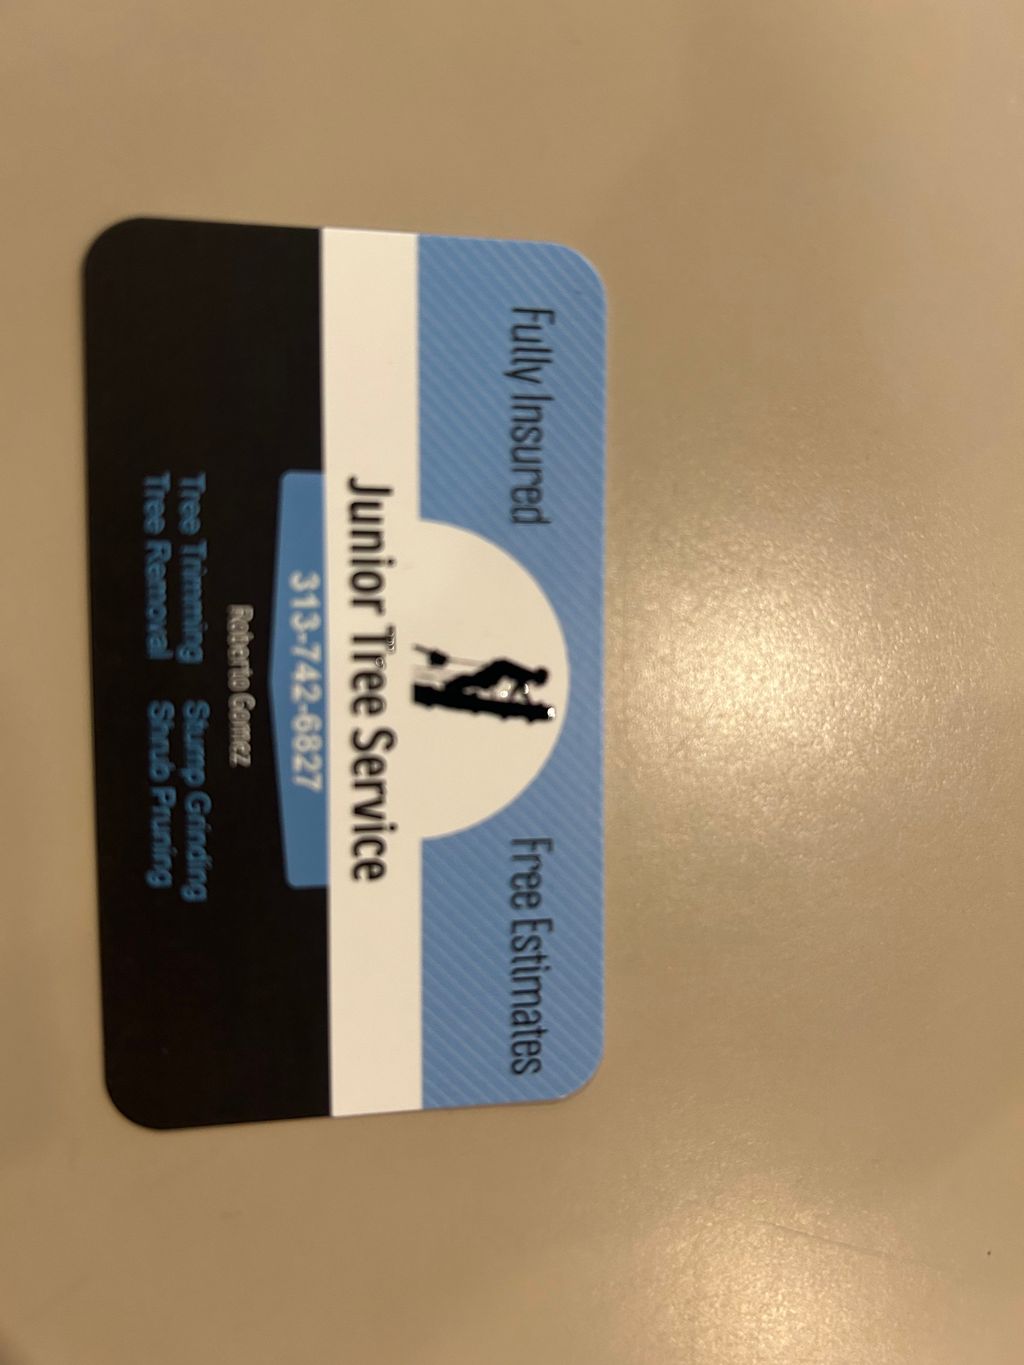 Fully Insured
Free Estimates
Junior Tree Service
313-742-6827
Roberto Gomez
Tree Trimming Stump Grinding
Tree Removal Shrub Pruning